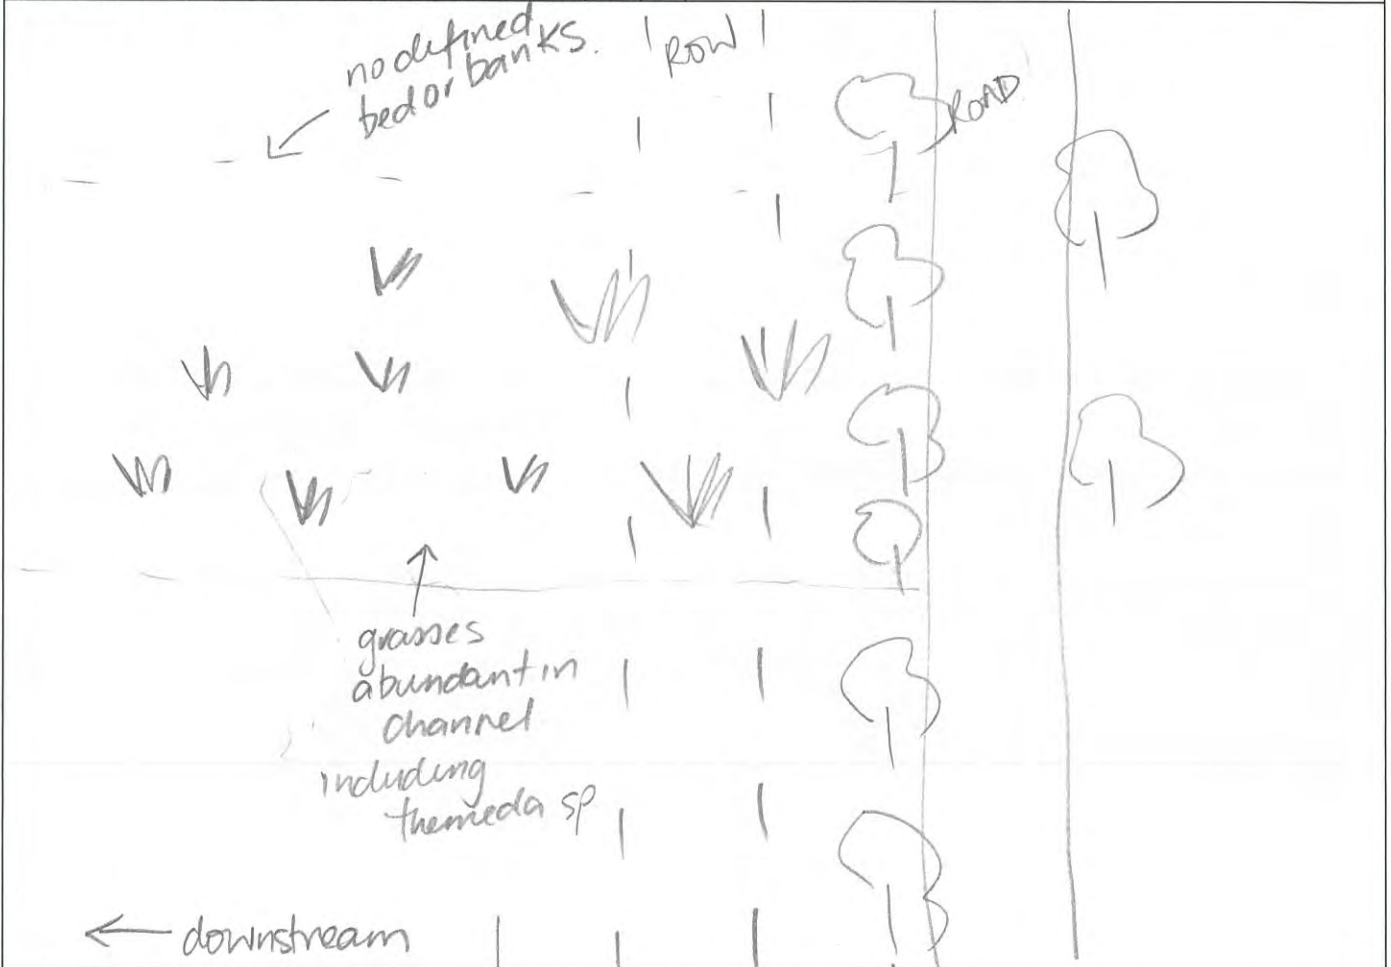 no defined
bed or banks.
ROW
ROAD
grasses
abundant in
channel
including
themeda sp
downstream